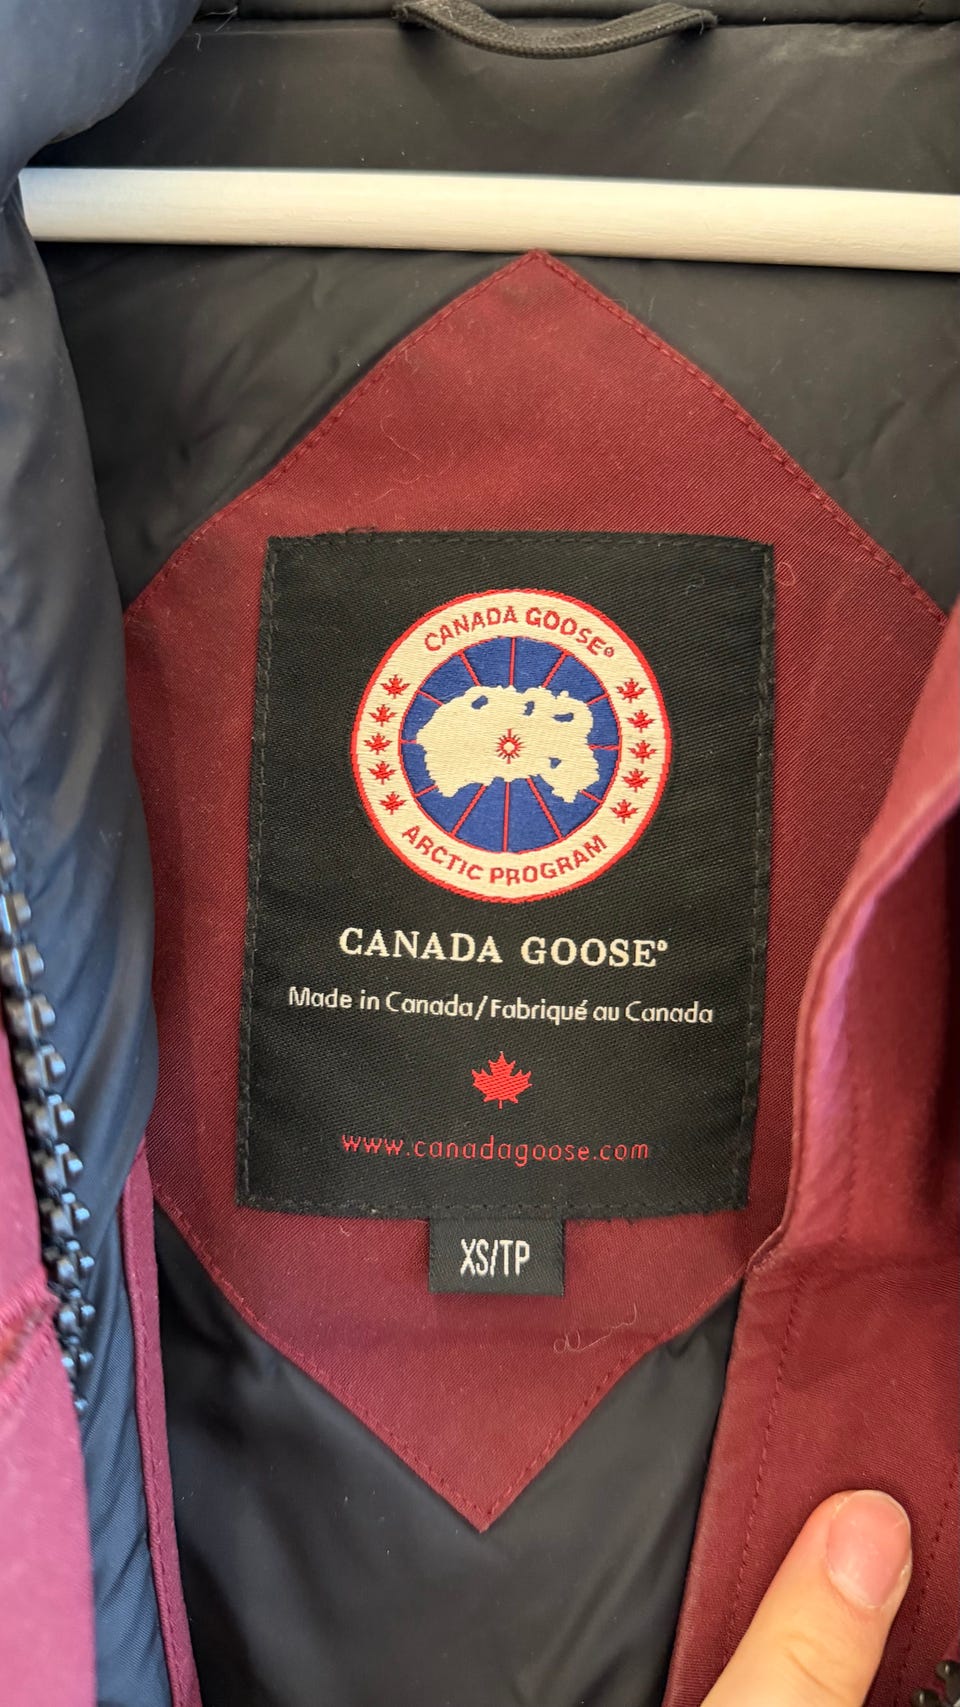 CANADA GOOSE®
ARCTIC PROGRAM
CANADA GOOSE®
Made in Canada/Fabriqué au Canada
www.canadagoose.com
XS/TP